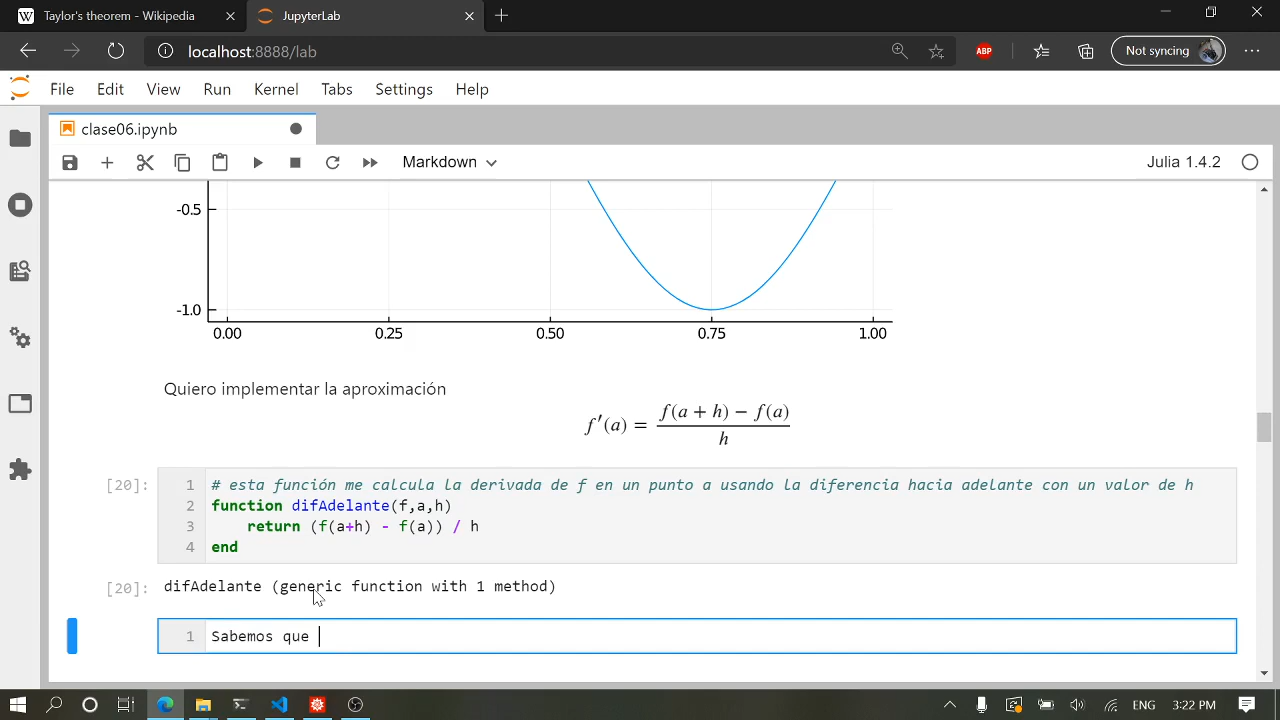 Taylor's theorem - Wikipedia
JupyterLab
localhost:8888/lab
ABP
Not syncing
File Edit View Run Kernel Tabs Settings Help
clase06.ipynb
Markdown
Julia 1.4.2
-0.5
-1.0
0.00 0.25 0.50 0.75 1.00
Quiero implementar la aproximación
f′(a) = (f(a + h) − f(a)) / h
[20]: 1 # esta función me calcula la derivada de f en un punto a usando la diferencia hacia adelante con un valor de h
2 function difAdelante(f,a,h)
3 return (f(a+h) - f(a)) / h
4 end
[20]: difAdelante (generic function with 1 method)
1 Sabemos que
ENG 3:22 PM